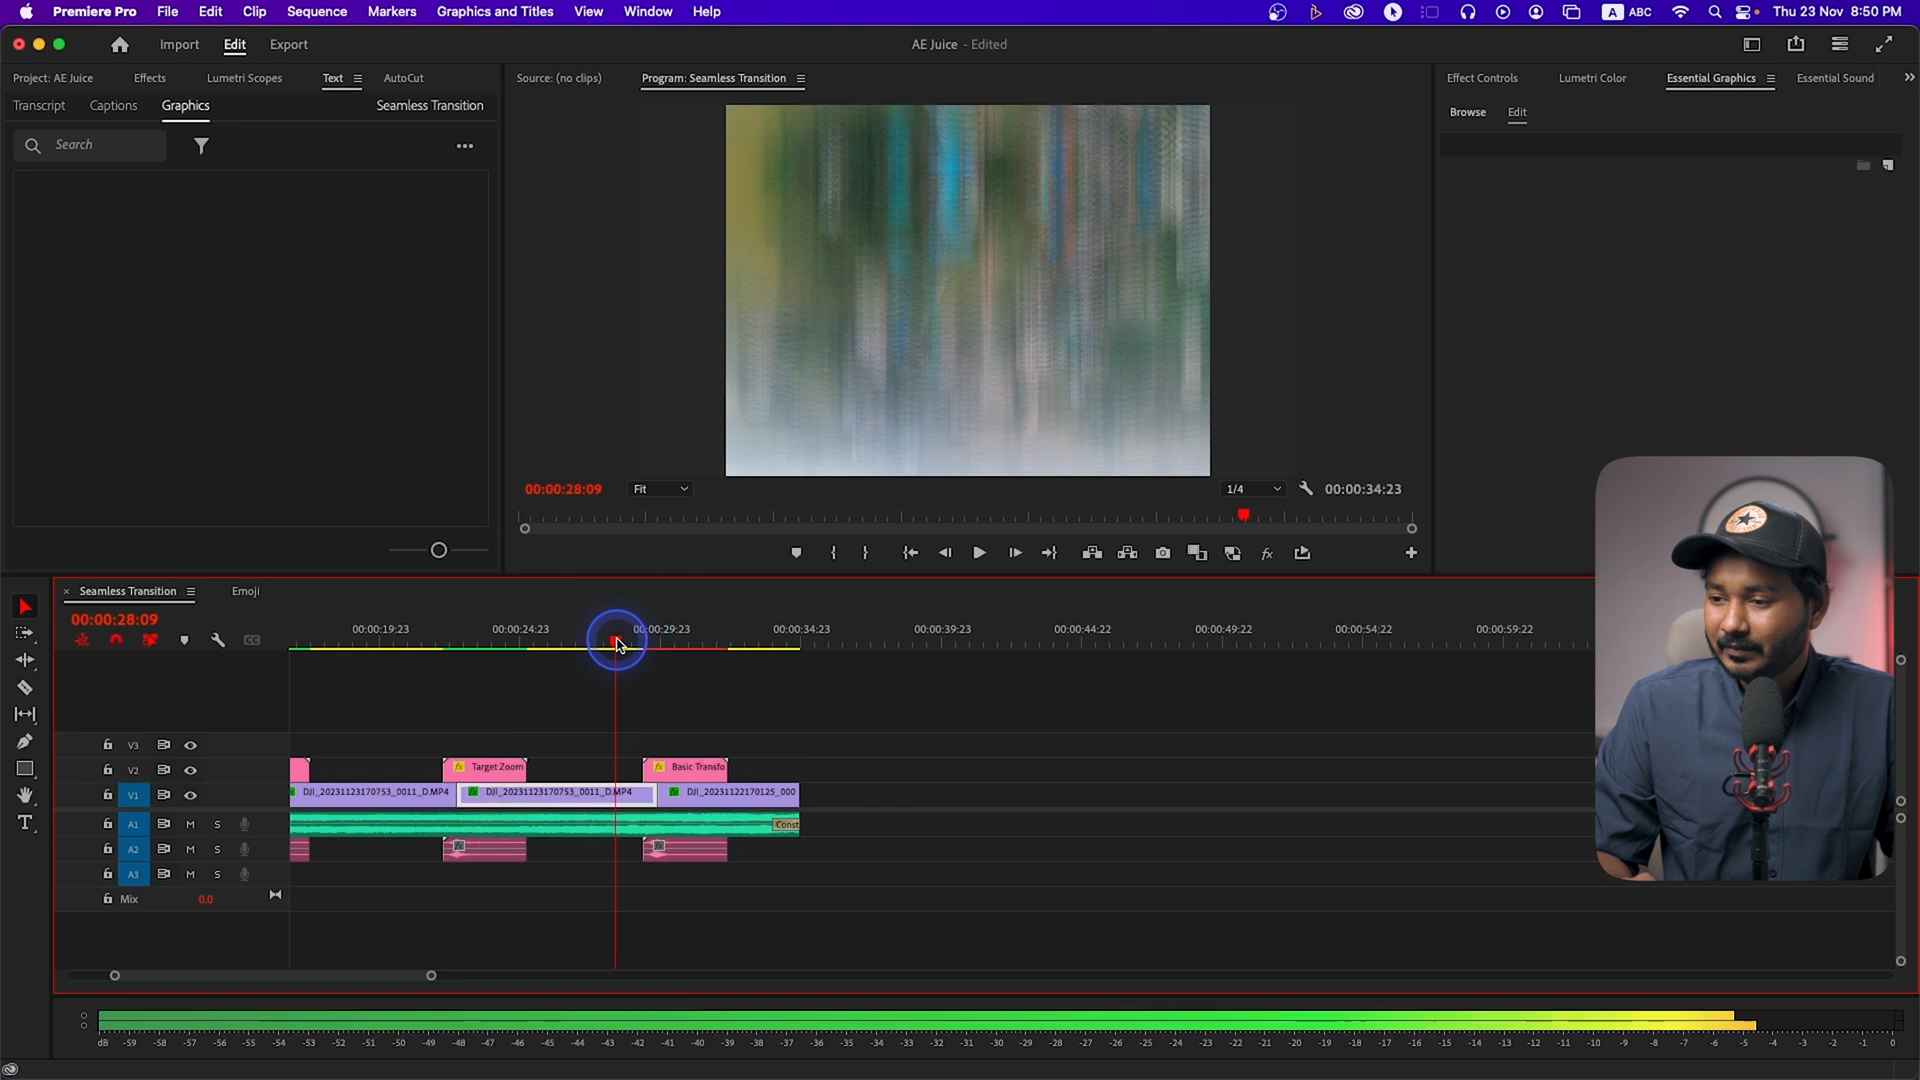 Premiere Pro File Edit Clip Sequence Markers Graphics and Titles View Window Help A ABC Thu 23 Nov 8:50 PM
Import Edit Export AE Juice - Edited
Project: AE Juice Effects Lumetri Scopes Text AutoCut Source: (no clips) Program: Seamless Transition Effect Controls Lumetri Color Essential Graphics Essential Sound
Transcript Captions Graphics Seamless Transition Browse Edit
Search
00:00:28:09 Fit 1/4 00:00:34:23
fx
Seamless Transition Emoji
00:00:28:09
CC
00:00:19:23 00:00:24:23 00:00:29:23 00:00:34:23 00:00:39:23 00:00:44:22 00:00:49:22 00:00:54:22 00:00:59:22
V3
V2 fx Target Zoom fx Basic Transfo
V1 DJI_20231123170753_0011_D.MP4 fx DJI_20231123170753_0011_D.MP4 fx DJI_20231122170125_000
A1 M S Const
A2 M S
A3 M S
Mix 0.0
dB -59 -57 -56 -55 -54 -53 -52 -51 -50 -49 -48 -47 -46 -45 -44 -43 -42 -41 -40 -39 -38 -37 -36 -35 -34 -33 -32 -31 -30 -29 -28 -27 -26 -25 -24 -23 -22 -21 -20 -19 -18 -17 -16 -15 -14 -13 -12 -11 -10 -9 -8 -7 -6 -5 -4 -3 -2 -1 0